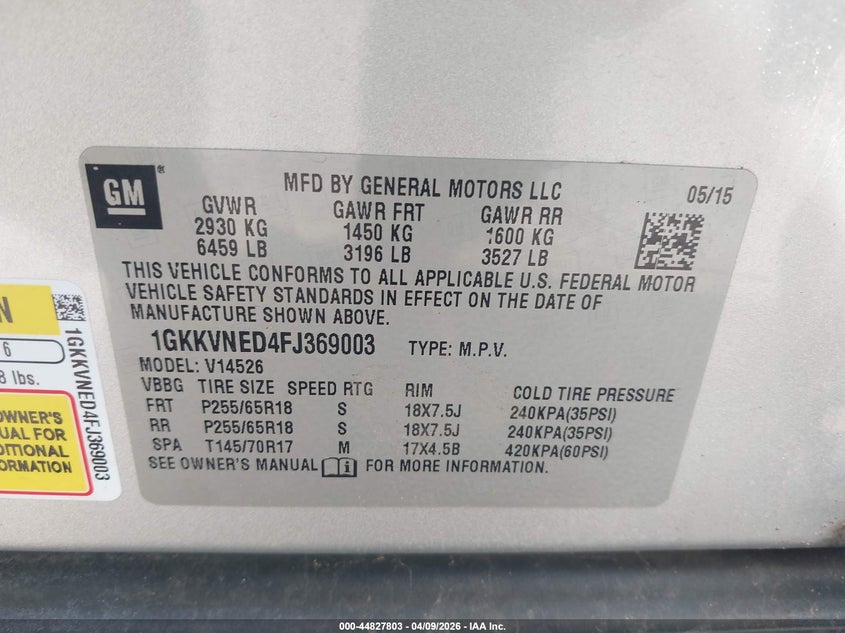 GM
®
MFD BY GENERAL MOTORS LLC
05/15
GVWR GAWR FRT GAWR RR
2930 KG 1450 KG 1600 KG
6459 LB 3196 LB 3527 LB
THIS VEHICLE CONFORMS TO ALL APPLICABLE U.S. FEDERAL MOTOR
VEHICLE SAFETY STANDARDS IN EFFECT ON THE DATE OF
MANUFACTURE SHOWN ABOVE.
1GKKVNED4FJ369003 TYPE: M.P.V.
MODEL: V14526
VBBG TIRE SIZE SPEED RTG RIM COLD TIRE PRESSURE
FRT P255/65R18 S 18X7.5J 240KPA(35PSI)
RR P255/65R18 S 18X7.5J 240KPA(35PSI)
SPA T145/70R17 M 17X4.5B 420KPA(60PSI)
SEE OWNER'S MANUAL i FOR MORE INFORMATION.
N
6
8 lbs.
OWNER'S
UAL FOR
DITIONAL
ORMATION
1GKKVNED4FJ369003
000-44827803 - 04/09/2026 - IAA Inc.